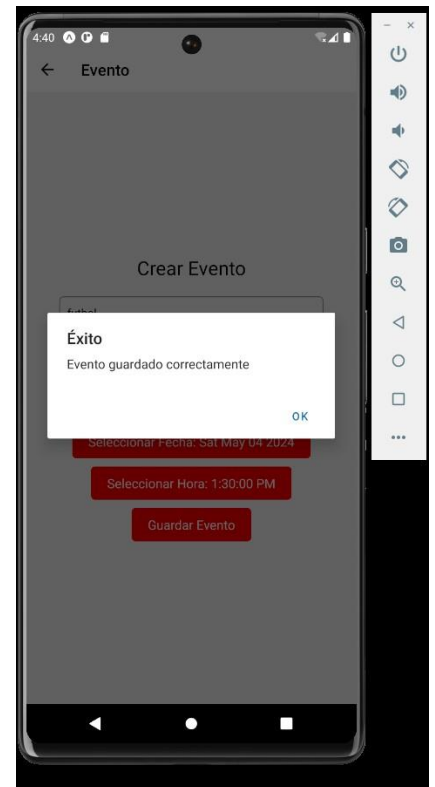 4:40
Evento
Crear Evento
futbol
Éxito
Evento guardado correctamente
OK
Seleccionar Fecha: Sat May 04 2024
Seleccionar Hora: 1:30:00 PM
Guardar Evento